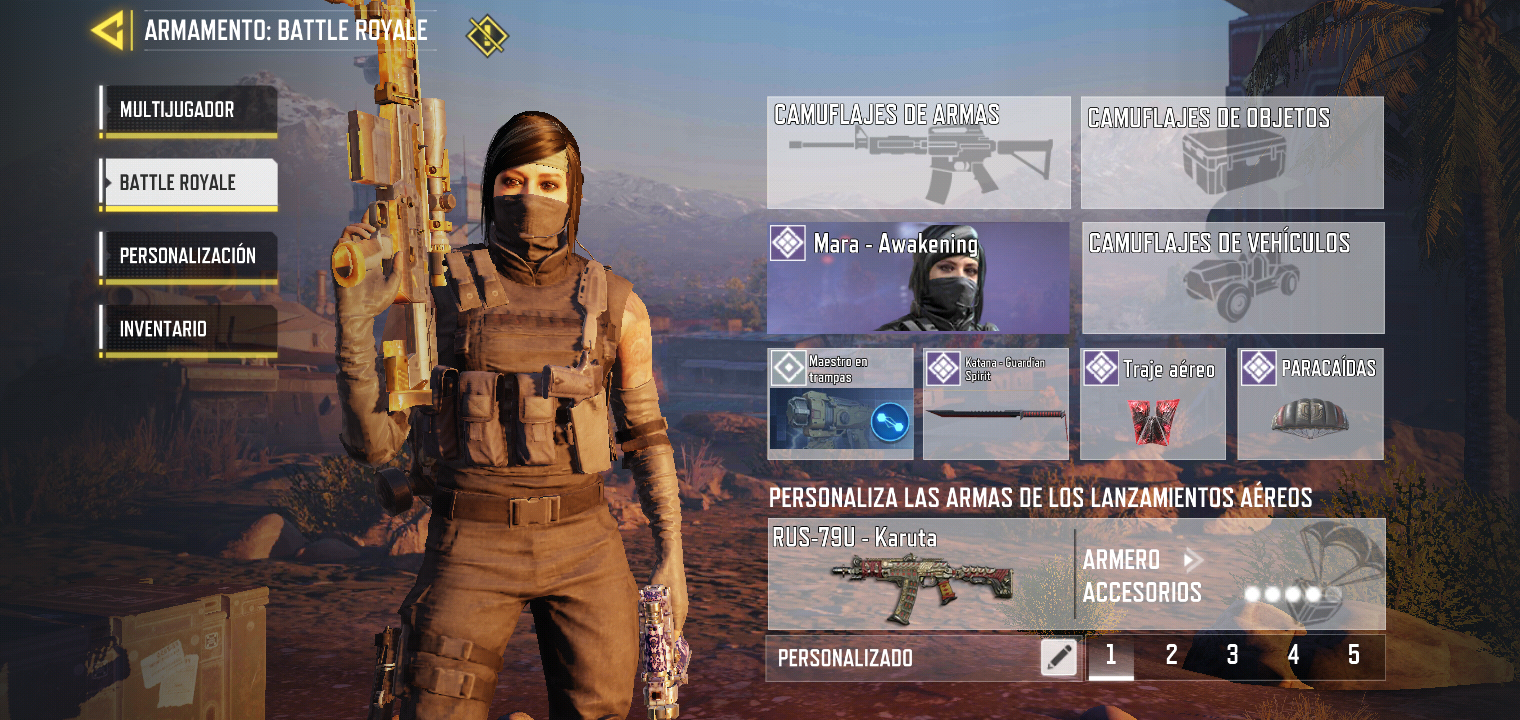 ARMAMENTO: BATTLE ROYALE
MULTIJUGADOR
BATTLE ROYALE
PERSONALIZACIÓN
INVENTARIO
CAMUFLAJES DE ARMAS
CAMUFLAJES DE OBJETOS
Mara - Awakening
CAMUFLAJES DE VEHÍCULOS
Maestro en
trampas
Katana - Guardian
Spirit
Traje aéreo
PARACAÍDAS
PERSONALIZA LAS ARMAS DE LOS LANZAMIENTOS AÉREOS
RUS-79U - Karuta
ARMERO
ACCESORIOS
PERSONALIZADO
1 2 3 4 5